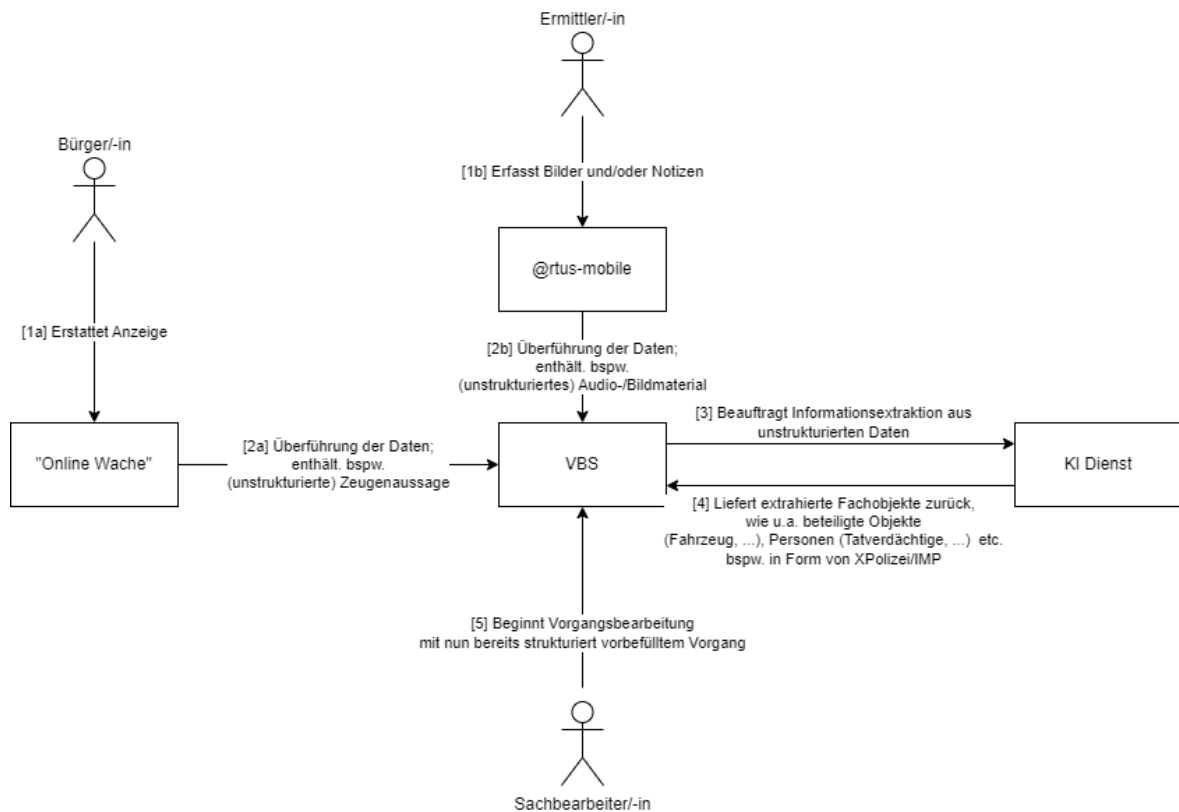 Ermittler/-in
Bürger/-in
[1b] Erfasst Bilder und/oder Notizen
@rtus-mobile
[1a] Erstattet Anzeige
[2b] Überführung der Daten;
enthält. bspw.
(unstrukturiertes) Audio-/Bildmaterial
"Online Wache"
[2a] Überführung der Daten;
enthält. bspw.
(unstrukturierte) Zeugenaussage
VBS
[3] Beauftragt Informationsextraktion aus
unstrukturierten Daten
KI Dienst
[4] Liefert extrahierte Fachobjekte zurück,
wie u.a. beteiligte Objekte
(Fahrzeug, ...), Personen (Tatverdächtige, ...) etc.
bspw. in Form von XPolizei/IMP
[5] Beginnt Vorgangsbearbeitung
mit nun bereits strukturiert vorbefülltem Vorgang
Sachbearbeiter/-in